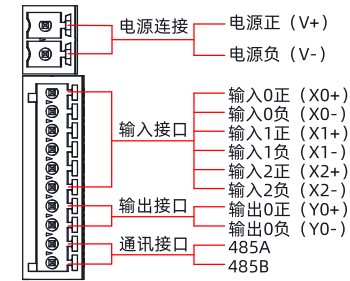 电源连接
电源正（V+）
电源负（V-）
输入接口
输入0正（X0+）
输入0负（X0-）
输入1正（X1+）
输入1负（X1-）
输入2正（X2+）
输入2负（X2-）
输出接口
输出0正（Y0+）
输出0负（Y0-）
通讯接口
485A
485B